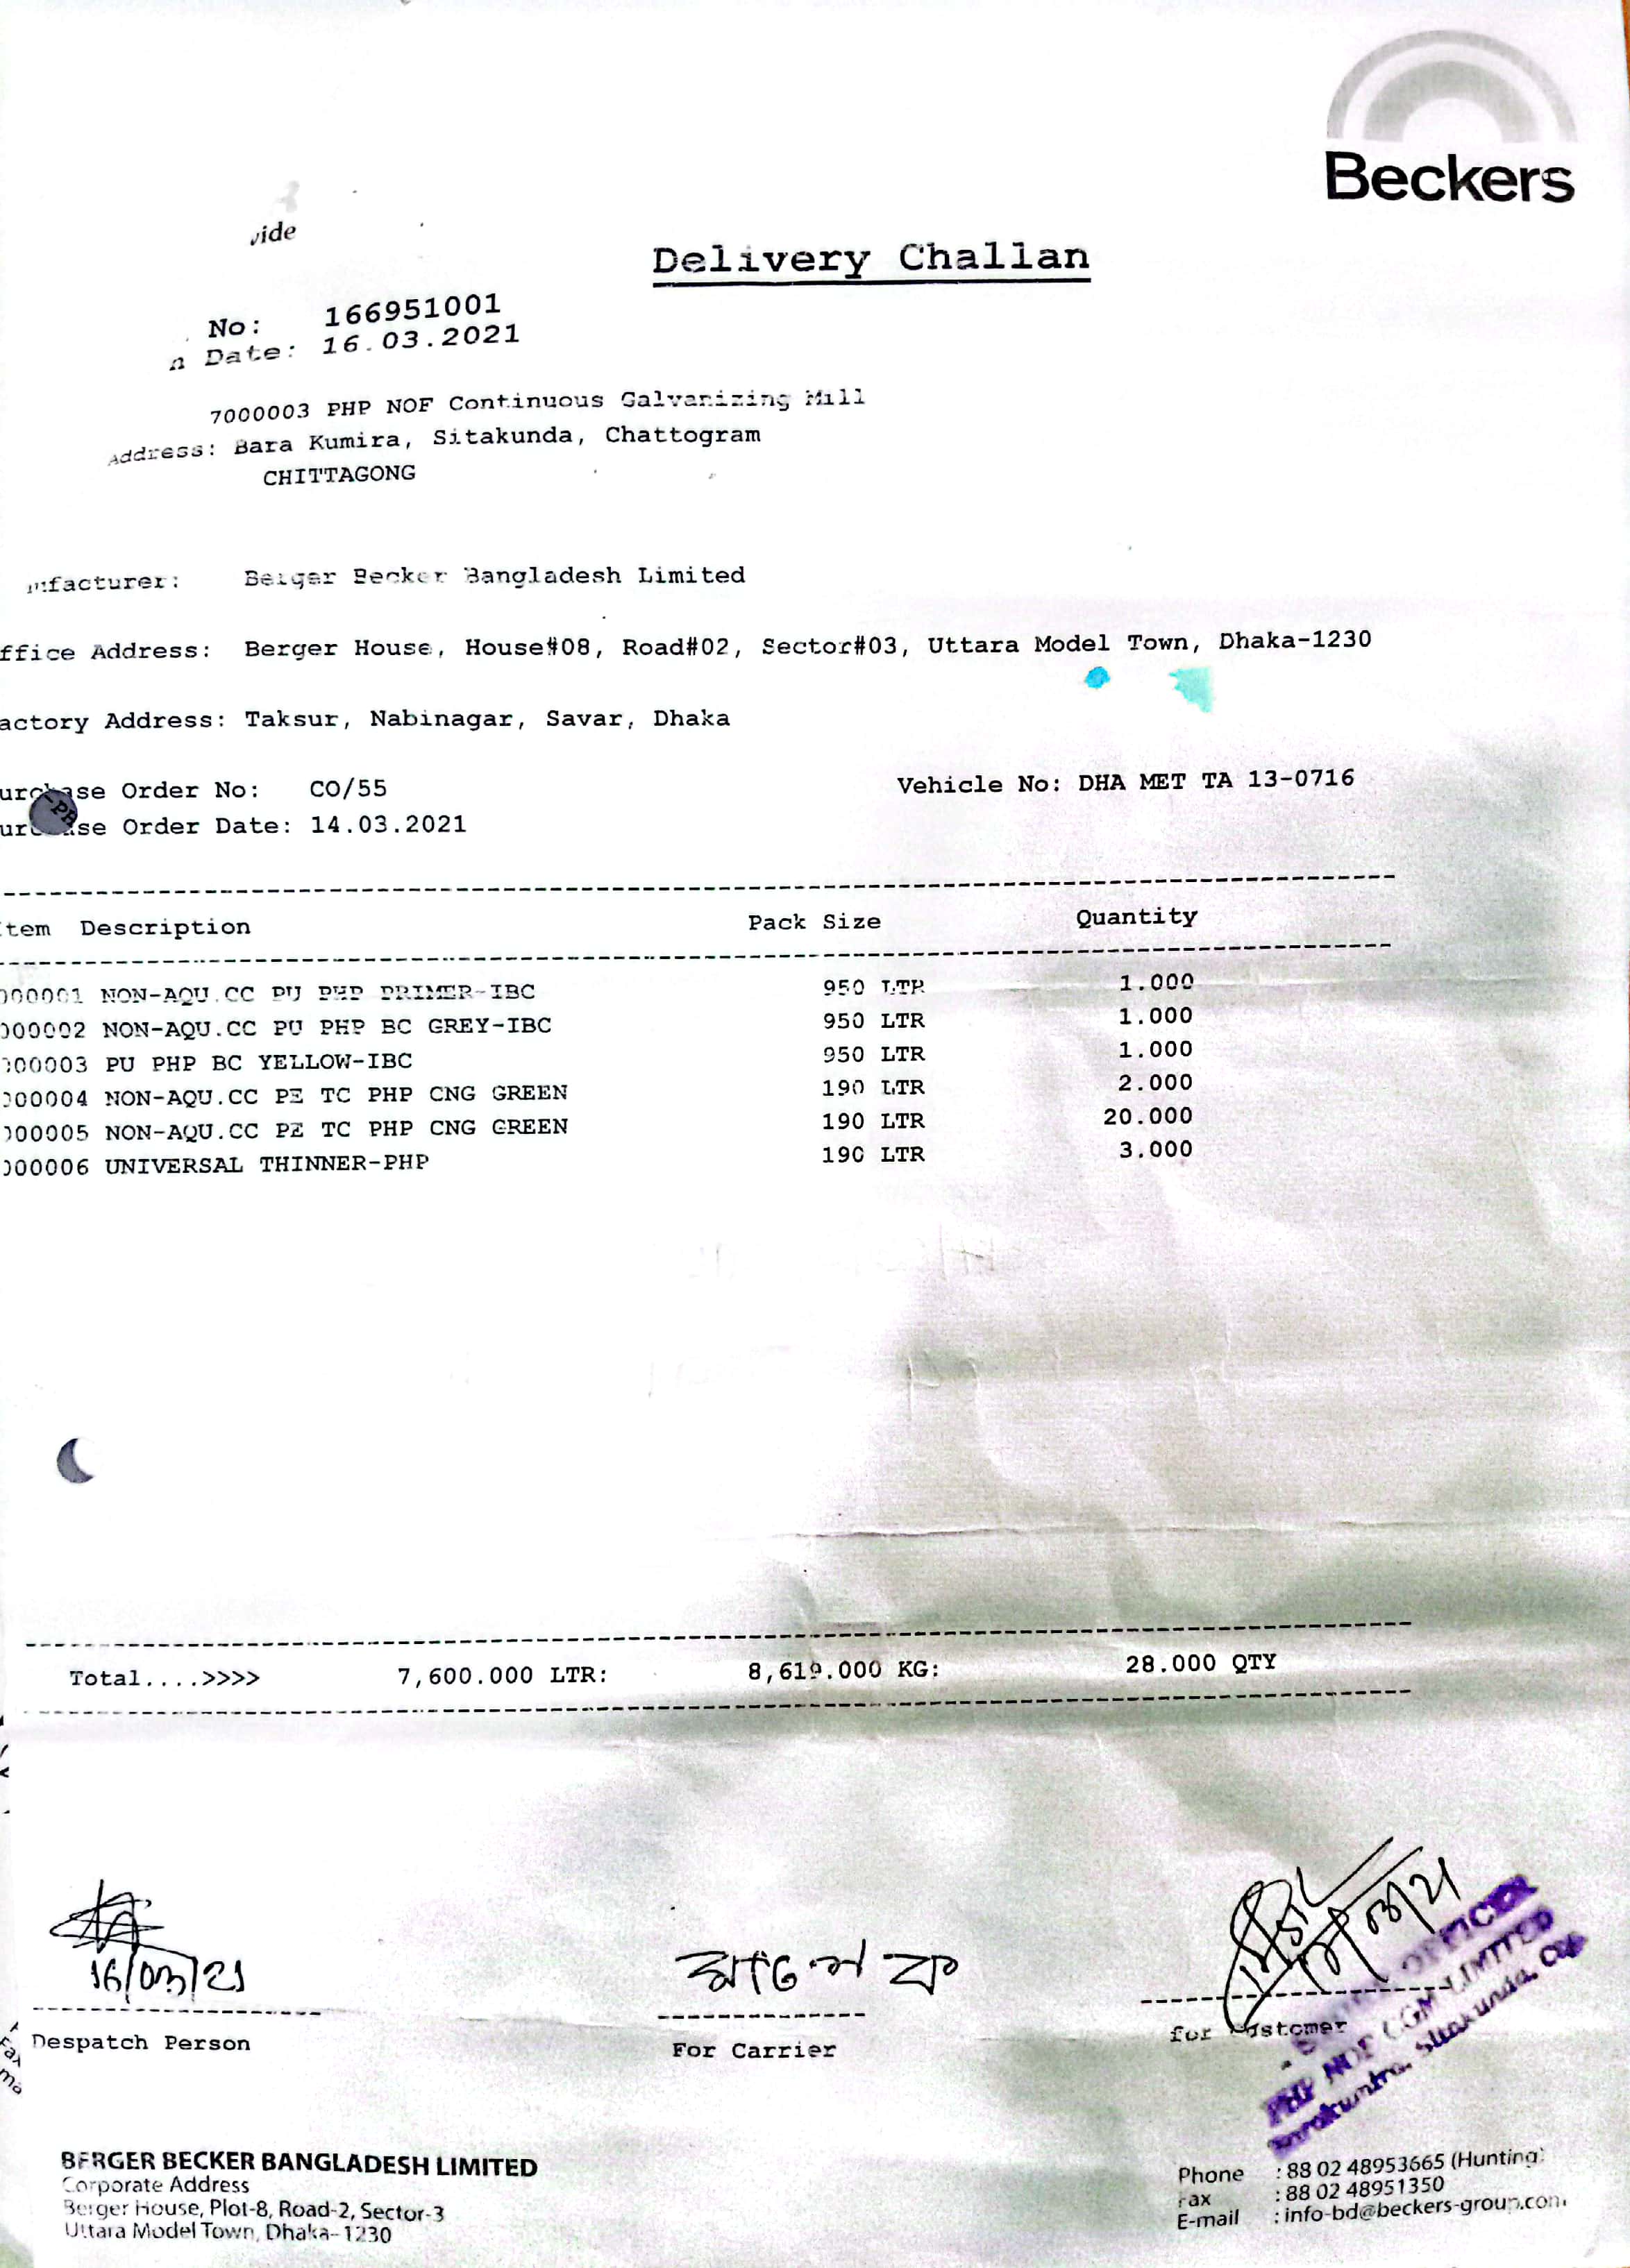 Beckers
vide
Delivery Challan
No: 166951001
n Date: 16.03.2021
7000003 PHP NOF Continuous Galvanizing Mill
Address: Bara Kumira, Sitakunda, Chattogram
CHITTAGONG
nfacturer: Berger Becker Bangladesh Limited
ffice Address: Berger House, House#08, Road#02, Sector#03, Uttara Model Town, Dhaka-1230
actory Address: Taksur, Nabinagar, Savar, Dhaka
urchase Order No: CO/55 Vehicle No: DHA MET TA 13-0716
urchase Order Date: 14.03.2021
tem Description Pack Size Quantity
000001 NON-AQU.CC PU PHP PRIMER-IBC 950 LTR 1.000
000002 NON-AQU.CC PU PHP BC GREY-IBC 950 LTR 1.000
000003 PU PHP BC YELLOW-IBC 950 LTR 1.000
000004 NON-AQU.CC PE TC PHP CNG GREEN 190 LTR 2.000
000005 NON-AQU.CC PE TC PHP CNG GREEN 190 LTR 20.000
000006 UNIVERSAL THINNER-PHP 190 LTR 3.000
Total....>>>> 7,600.000 LTR: 8,619.000 KG: 28.000 QTY
16/03/21
03/21
Despatch Person
For Carrier
for Customer
OFFICER
PHP NOF CGM LIMITED
Sitakunda, Ctg
BERGER BECKER BANGLADESH LIMITED
Corporate Address
Berger House, Plot-8, Road-2, Sector-3
Uttara Model Town, Dhaka-1230
Phone : 88 02 48953665 (Hunting)
Fax : 88 02 48951350
E-mail : info-bd@beckers-group.com